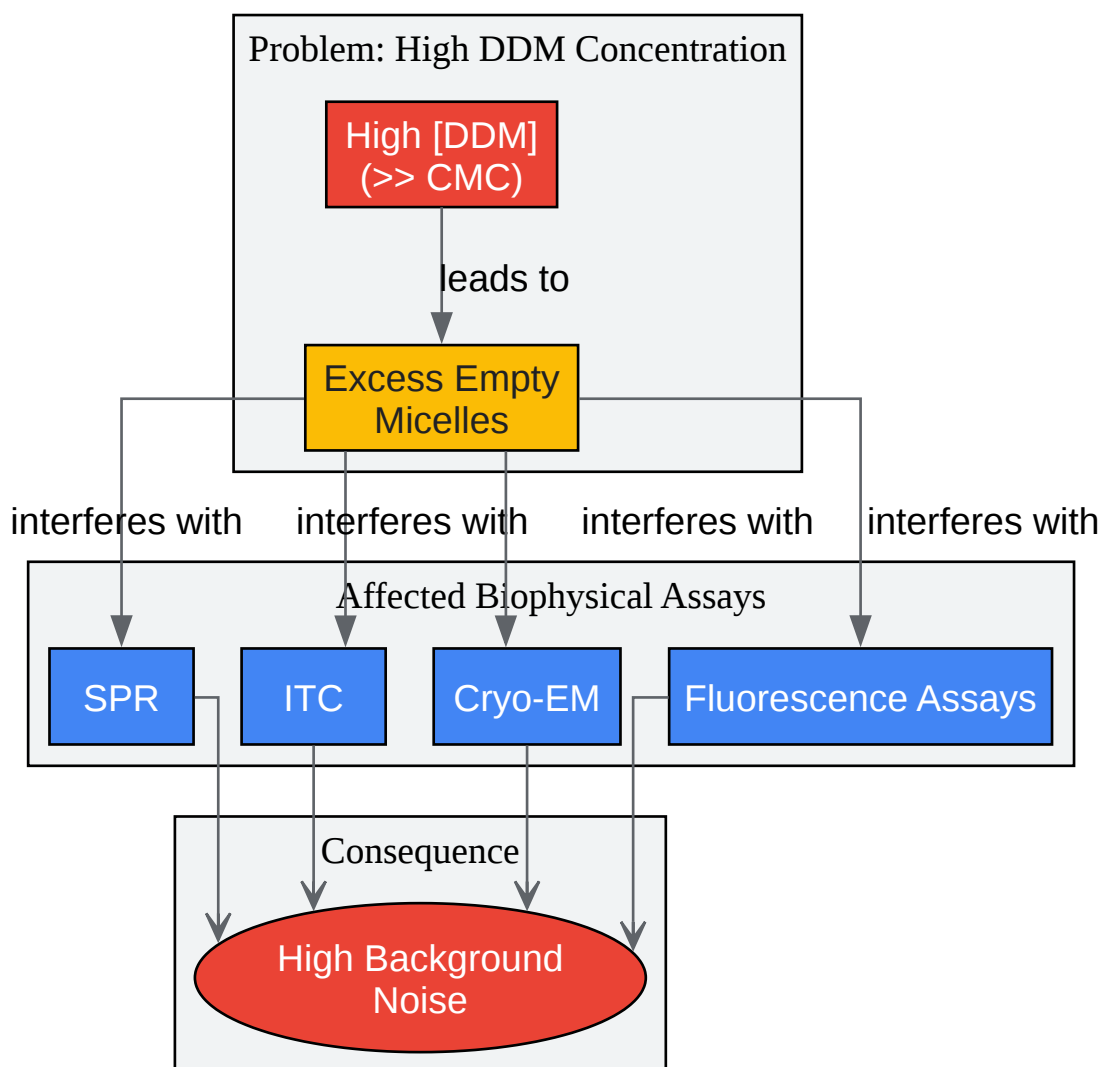 Problem: High DDM Concentration
High [DDM]
(>> CMC)
leads to
Excess Empty
Micelles
interferes with
interferes with
interferes with
interferes with
Affected Biophysical Assays
SPR
ITC
Cryo-EM
Fluorescence Assays
Consequence
High Background
Noise